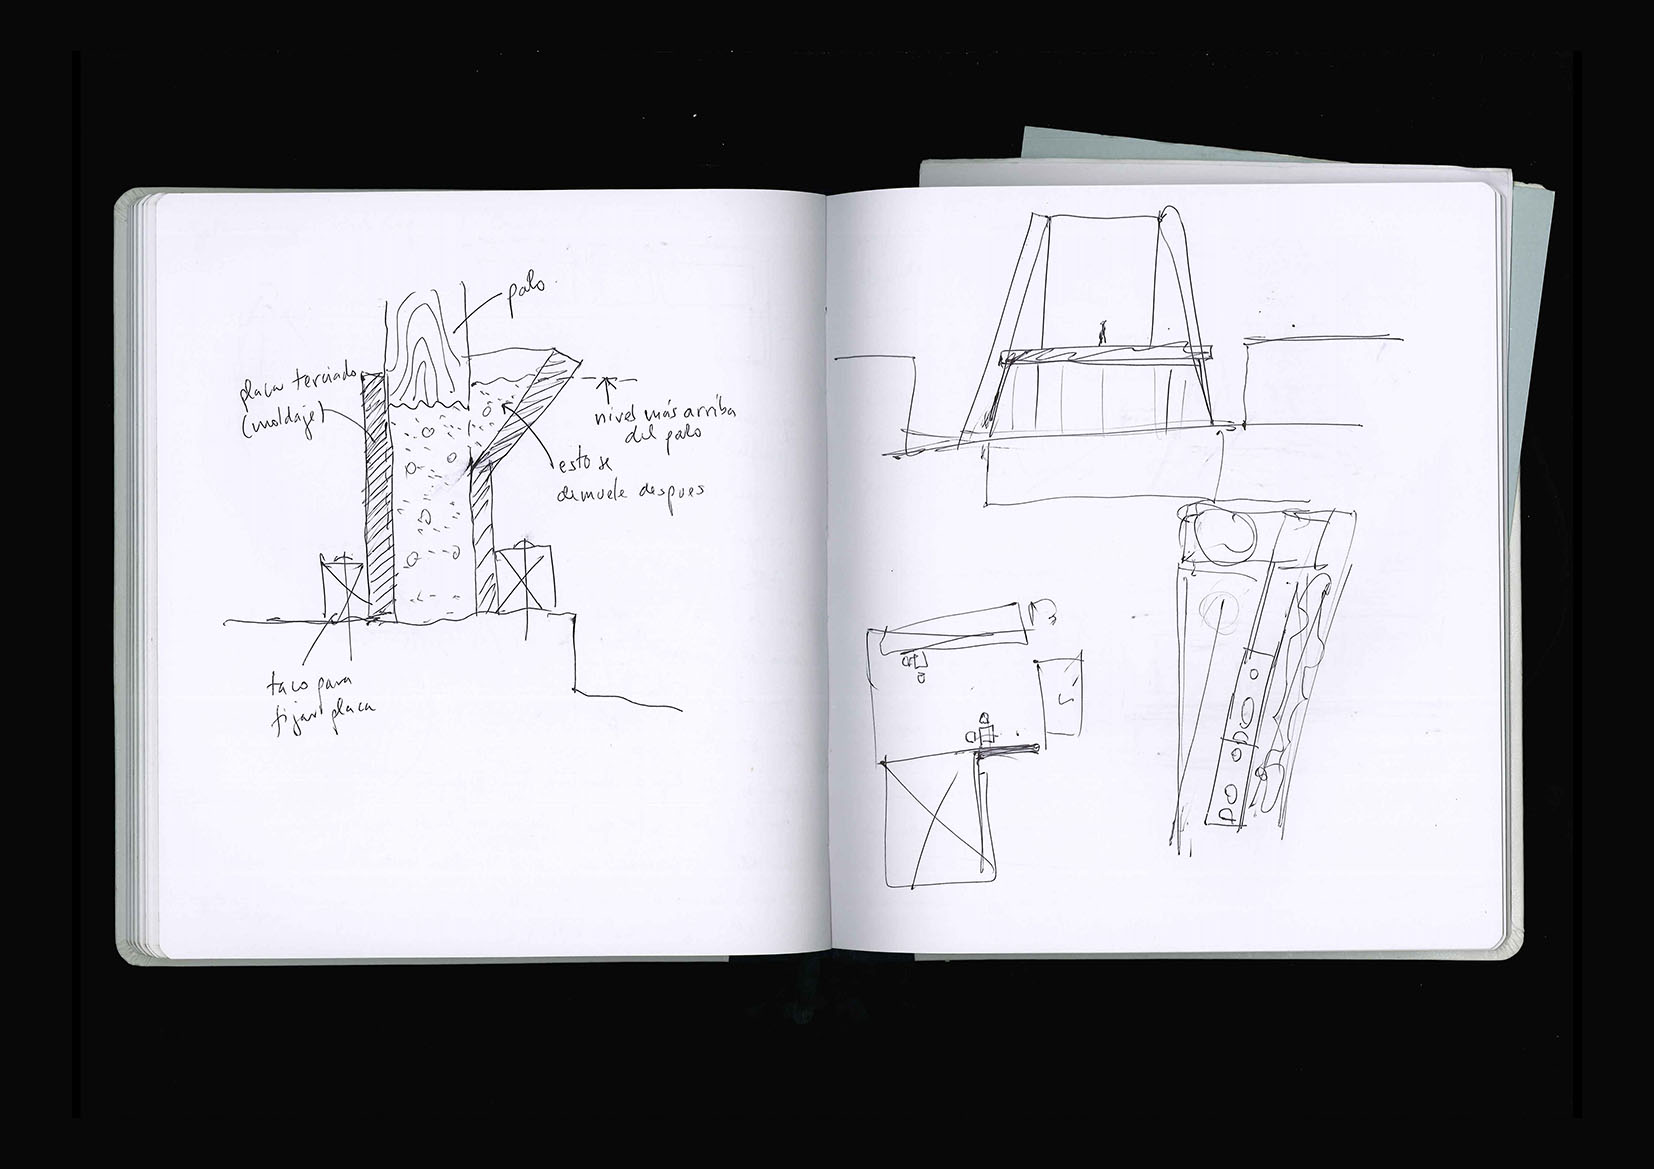 palo
placa terciado
(moldaje)
nivel más arriba
del palo
esto se
demuele despues
taco para
fijar placa